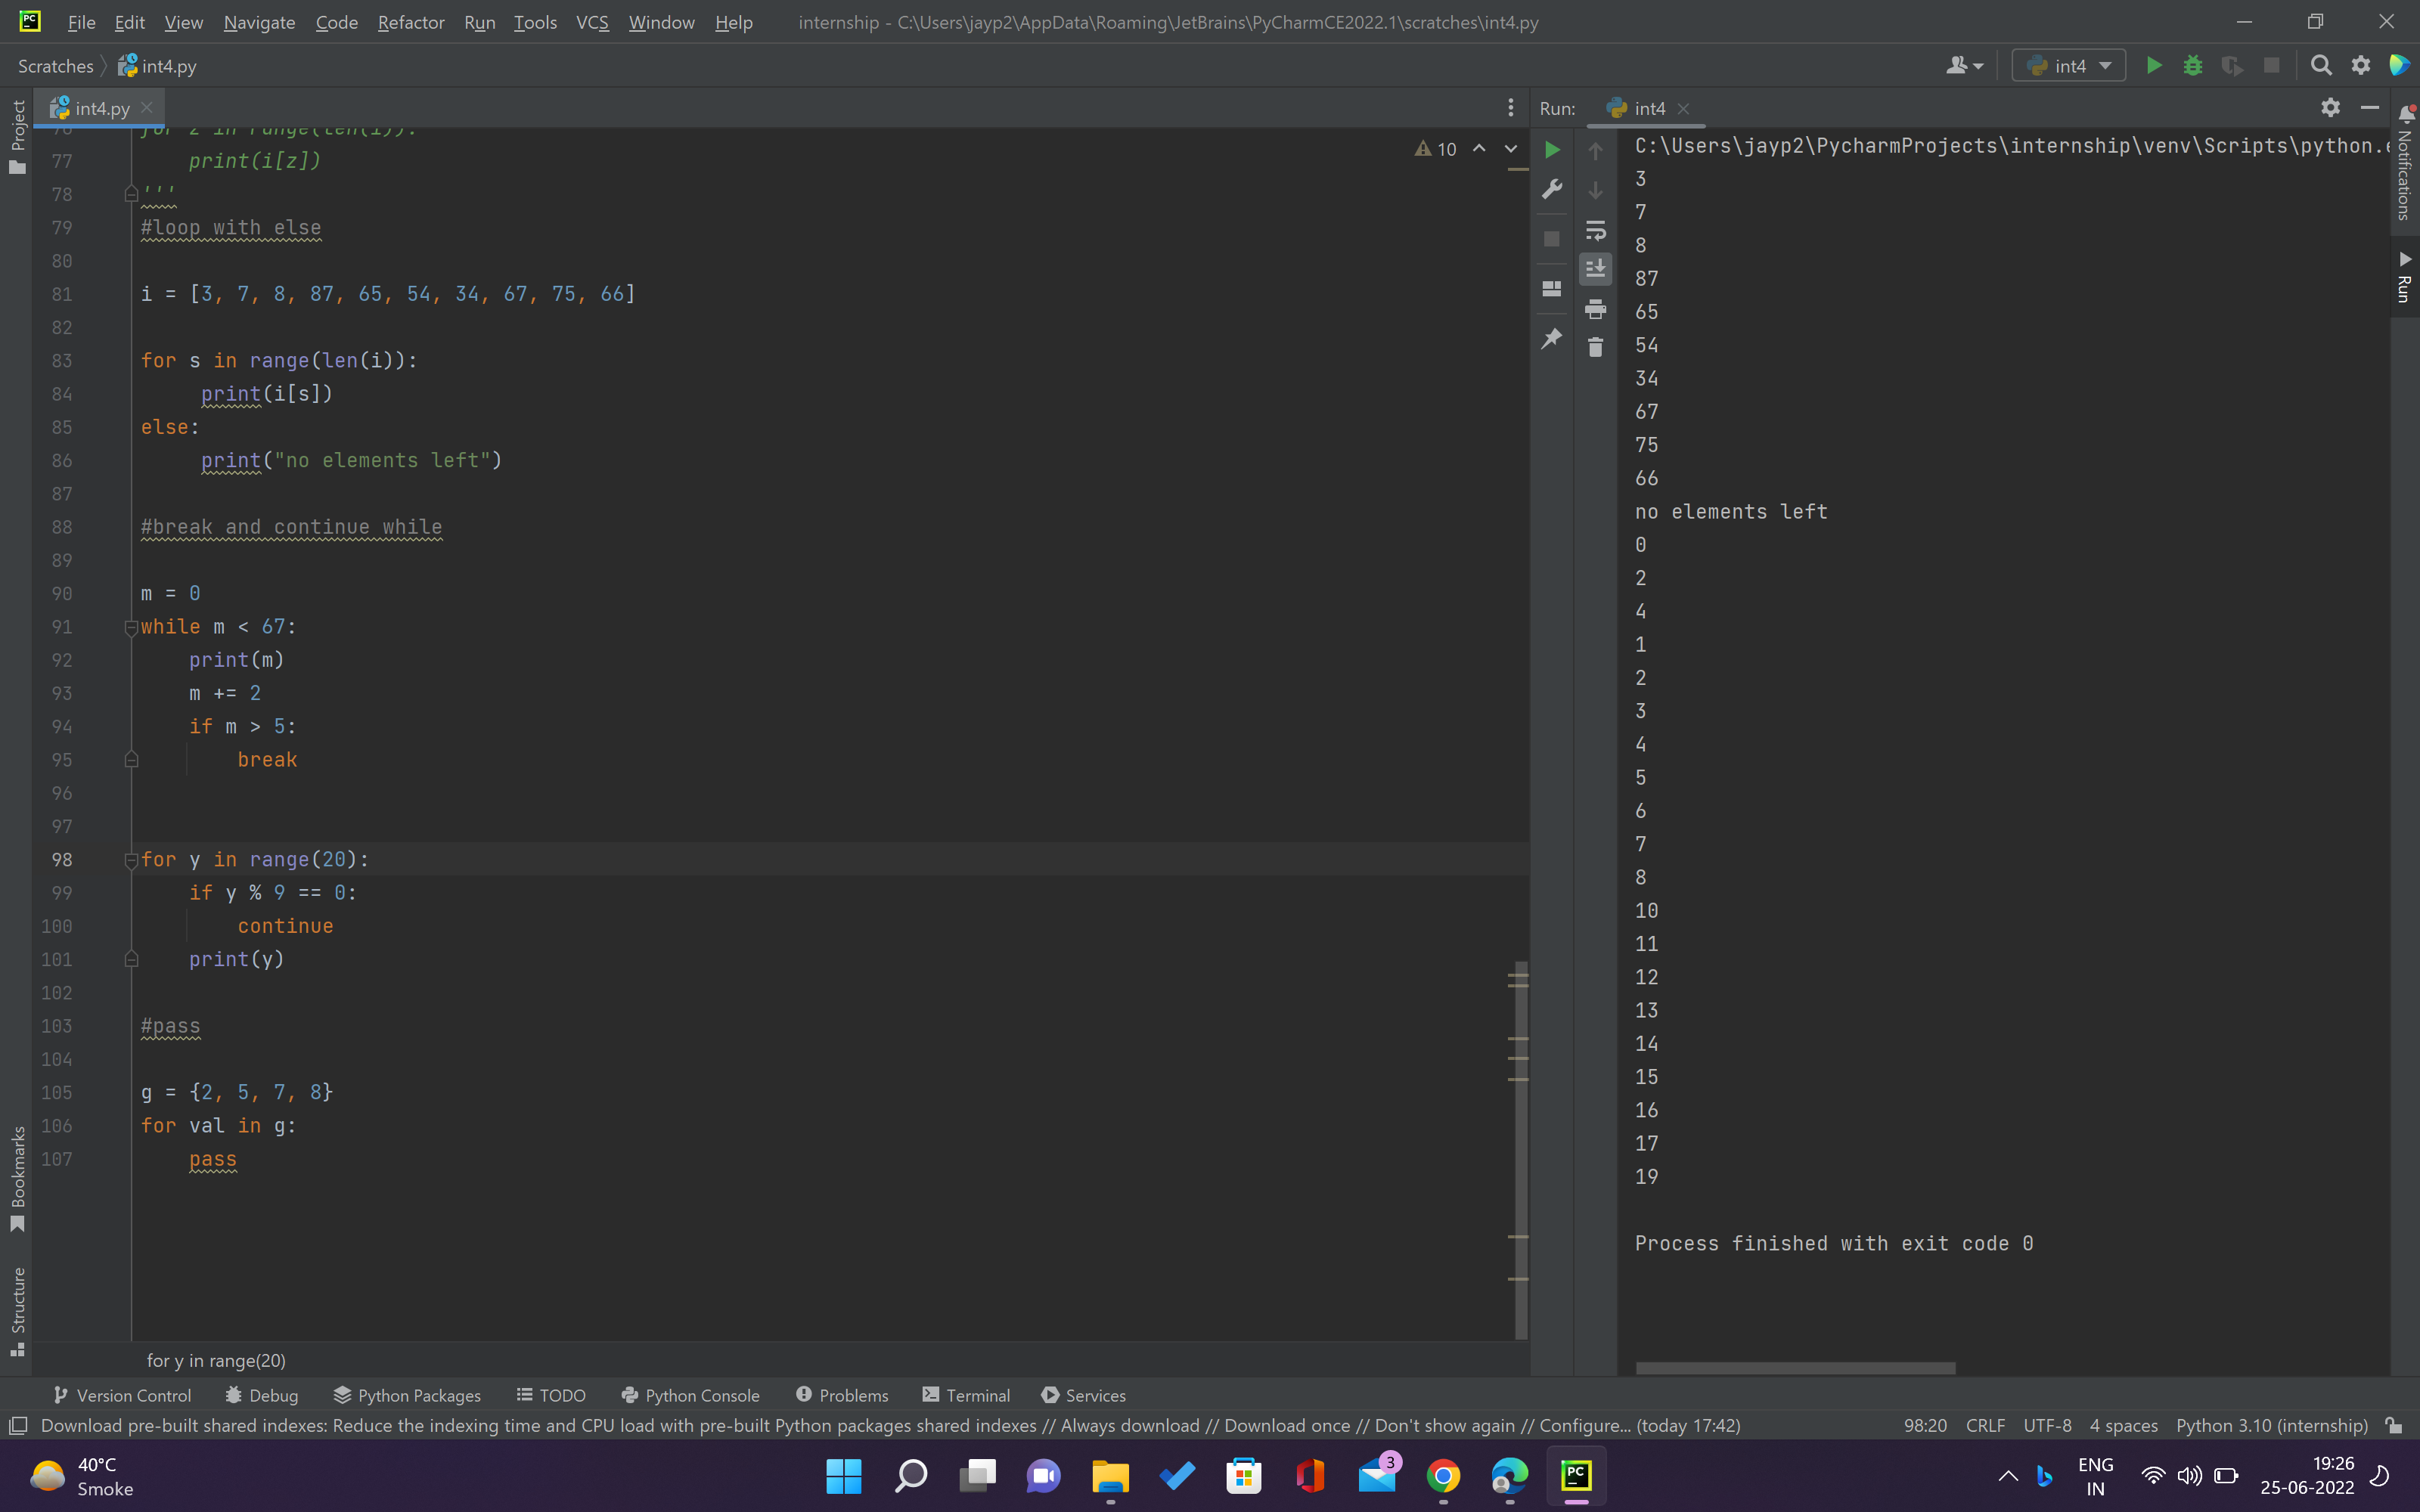 File Edit View Navigate Code Refactor Run Tools VCS Window Help internship - C:\Users\jayp2\AppData\Roaming\JetBrains\PyCharmCE2022.1\scratches\int4.py
Scratches int4.py int4
int4.py
Run: int4
Project
Bookmarks
Structure
Notifications
Run
10
76 for z in range(len(i)):
77 print(i[z])
78 '''
79 #loop with else
80
81 i = [3, 7, 8, 87, 65, 54, 34, 67, 75, 66]
82
83 for s in range(len(i)):
84 print(i[s])
85 else:
86 print("no elements left")
87
88 #break and continue while
89
90 m = 0
91 while m < 67:
92 print(m)
93 m += 2
94 if m > 5:
95 break
96
97
98 for y in range(20):
99 if y % 9 == 0:
100 continue
101 print(y)
102
103 #pass
104
105 g = {2, 5, 7, 8}
106 for val in g:
107 pass
for y in range(20)
C:\Users\jayp2\PycharmProjects\internship\venv\Scripts\python.e
3
7
8
87
65
54
34
67
75
66
no elements left
0
2
4
1
2
3
4
5
6
7
8
10
11
12
13
14
15
16
17
19
Process finished with exit code 0
Version Control Debug Python Packages TODO Python Console Problems Terminal Services
Download pre-built shared indexes: Reduce the indexing time and CPU load with pre-built Python packages shared indexes // Always download // Download once // Don't show again // Configure... (today 17:42) 98:20 CRLF UTF-8 4 spaces Python 3.10 (internship)
40°C
Smoke
3
ENG
IN
19:26
25-06-2022